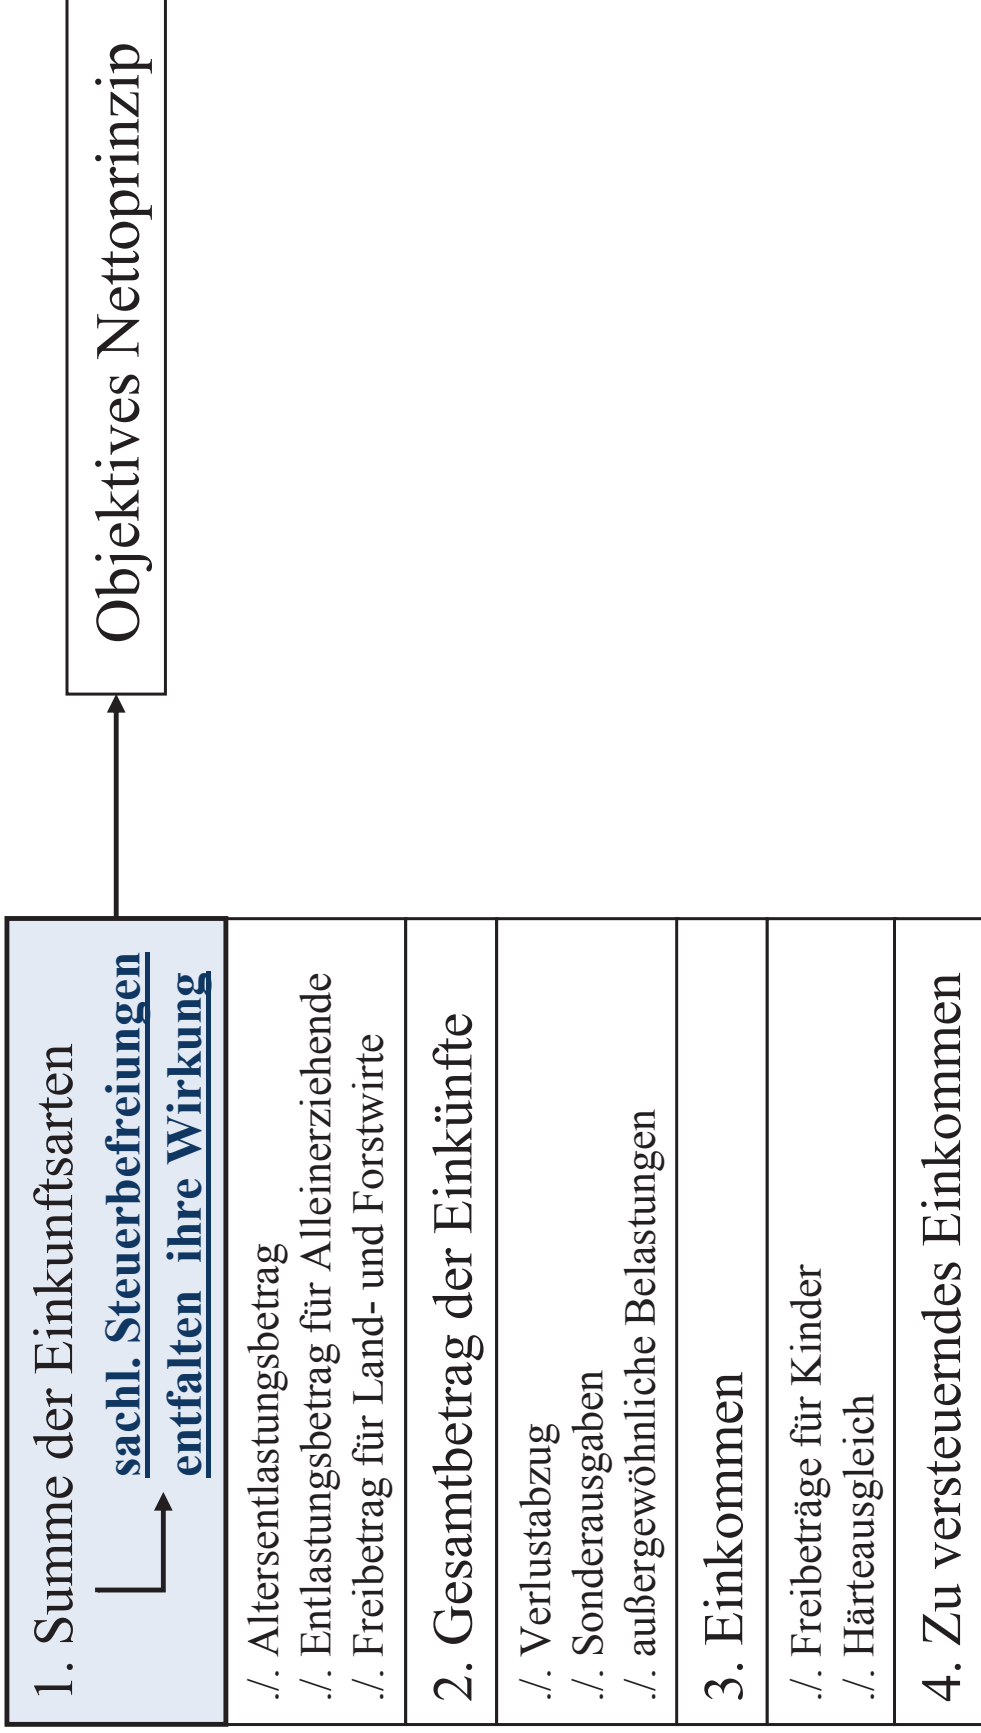 1. Summe der Einkunftsarten
sachl. Steuerbefreiungen
entfalten ihre Wirkung
Objektives Nettoprinzip
./. Altersentlastungsbetrag
./. Entlastungsbetrag für Alleinerziehende
./. Freibetrag für Land- und Forstwirte
2. Gesamtbetrag der Einkünfte
./. Verlustabzug
./. Sonderausgaben
./. außergewöhnliche Belastungen
3. Einkommen
./. Freibeträge für Kinder
./. Härteausgleich
4. Zu versteuerndes Einkommen